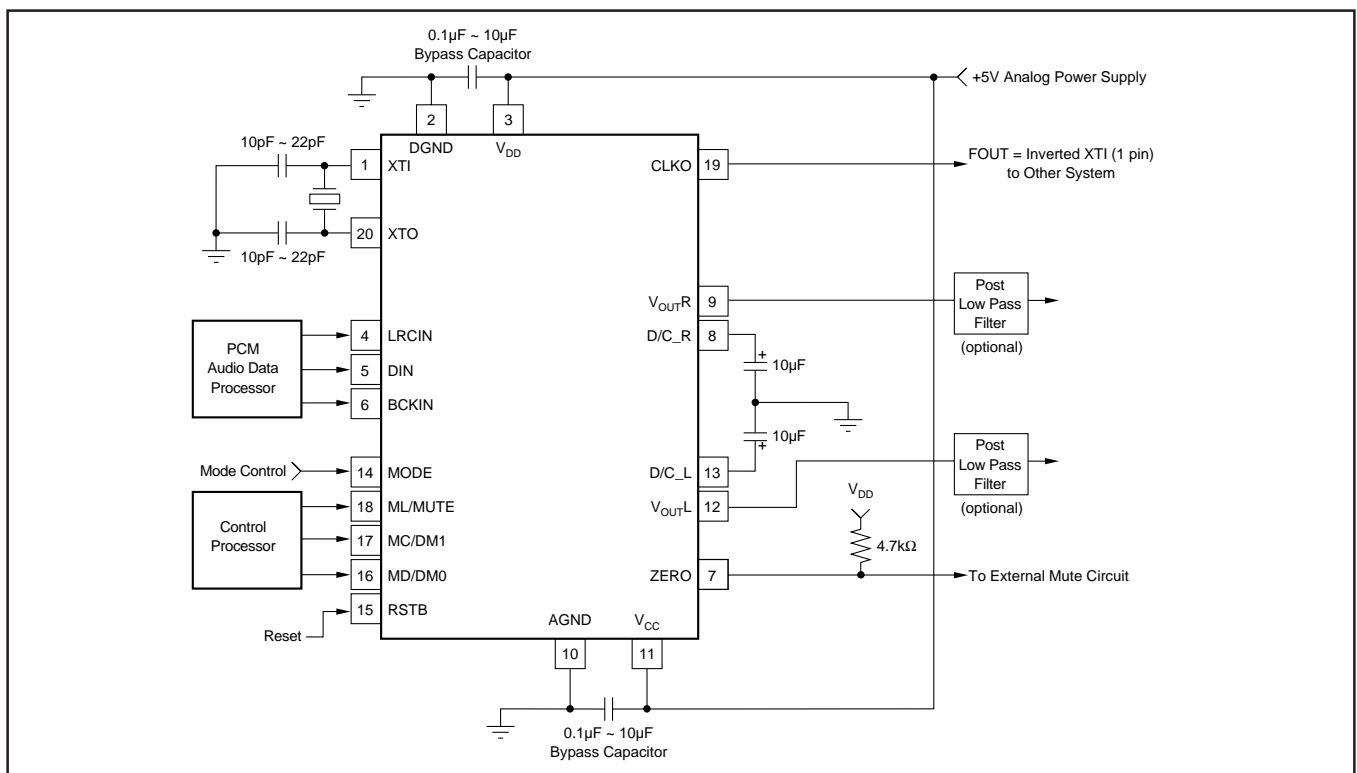 0.1µF ~ 10µF
Bypass Capacitor
+5V Analog Power Supply
2
3
DGND
VDD
10pF ~ 22pF
1
XTI
CLKO
19
FOUT = Inverted XTI (1 pin)
to Other System
20
XTO
10pF ~ 22pF
VOUTR
9
Post
Low Pass
Filter
(optional)
PCM
Audio Data
Processor
4
LRCIN
5
DIN
6
BCKIN
D/C_R
8
+
10µF
10µF
+
D/C_L
13
VOUTL
12
Post
Low Pass
Filter
(optional)
Mode Control
14
MODE
Control
Processor
18
ML/MUTE
17
MC/DM1
16
MD/DM0
15
RSTB
Reset
VDD
4.7kΩ
ZERO
7
To External Mute Circuit
AGND
VCC
10
11
0.1µF ~ 10µF
Bypass Capacitor